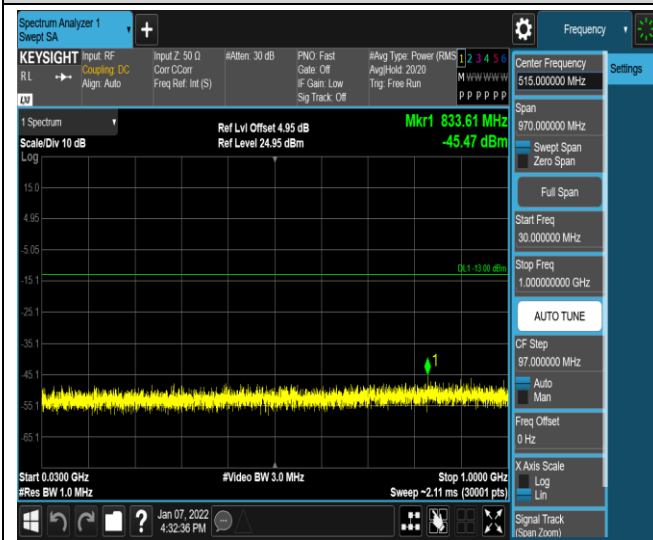 Spectrum Analyzer 1
Swept SA
+
Frequency
KEYSIGHT
RL
LXI
Input: RF
Coupling: DC
Align: Auto
Input Z: 50 Ω
Corr CCorr
Freq Ref: Int (S)
#Atten: 30 dB
PNO: Fast
Gate: Off
IF Gain: Low
Sig Track: Off
#Avg Type: Power (RMS
Avg|Hold: 20/20
Trig: Free Run
1 2 3 4 5 6
M W W W W W
P P P P P P
1 Spectrum
Scale/Div 10 dB
Log
Ref Lvl Offset 4.95 dB
Ref Level 24.95 dBm
Mkr1 833.61 MHz
-45.47 dBm
15.0
4.95
-5.05
-15.1
-25.1
-35.1
-45.1
-55.1
-65.1
DL1 -13.00 dBm
1
Start 0.0300 GHz
#Res BW 1.0 MHz
#Video BW 3.0 MHz
Stop 1.0000 GHz
Sweep ~2.11 ms (30001 pts)
?
Jan 07, 2022
4:32:36 PM
Center Frequency
515.000000 MHz
Settings
Span
970.000000 MHz
Swept Span
Zero Span
Full Span
Start Freq
30.000000 MHz
Stop Freq
1.000000000 GHz
AUTO TUNE
CF Step
97.000000 MHz
Auto
Man
Freq Offset
0 Hz
X Axis Scale
Log
Lin
Signal Track
(Span Zoom)